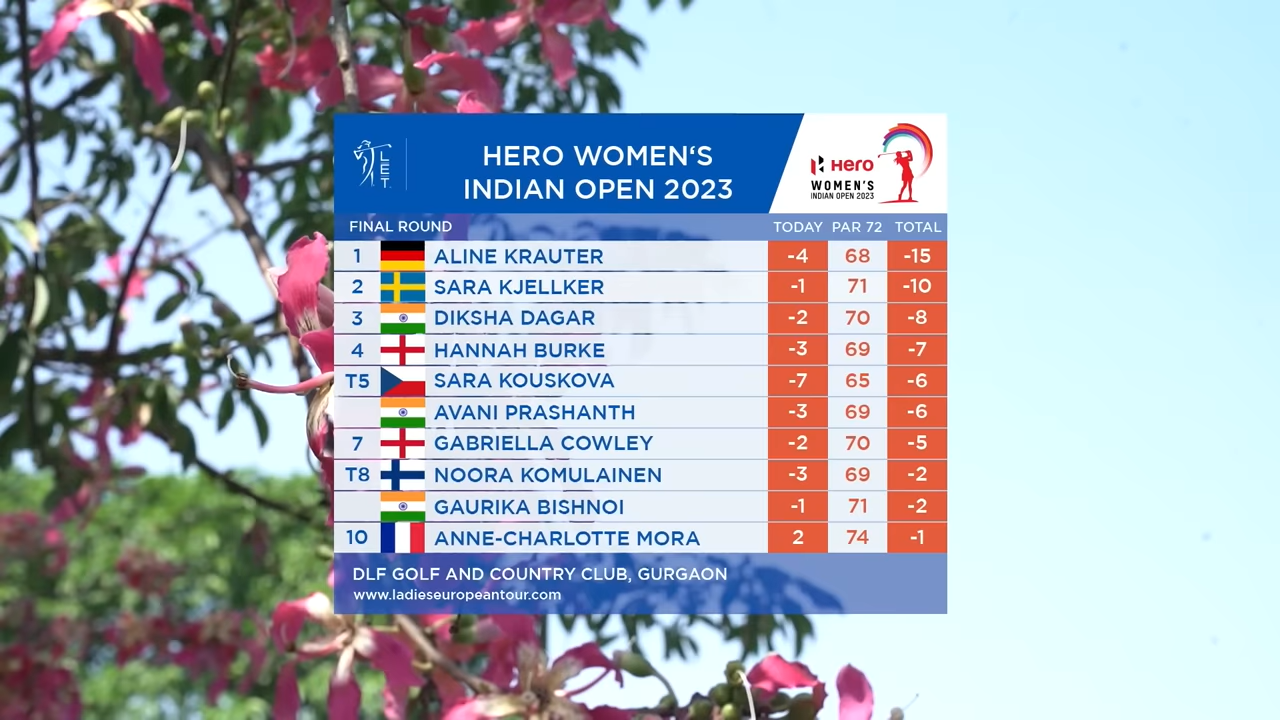 LET
HERO WOMEN'S
INDIAN OPEN 2023
Hero
WOMEN'S
INDIAN OPEN 2023
FINAL ROUND TODAY PAR 72 TOTAL
1 ALINE KRAUTER -4 68 -15
2 SARA KJELLKER -1 71 -10
3 DIKSHA DAGAR -2 70 -8
4 HANNAH BURKE -3 69 -7
T5 SARA KOUSKOVA -7 65 -6
AVANI PRASHANTH -3 69 -6
7 GABRIELLA COWLEY -2 70 -5
T8 NOORA KOMULAINEN -3 69 -2
GAURIKA BISHNOI -1 71 -2
10 ANNE-CHARLOTTE MORA 2 74 -1
DLF GOLF AND COUNTRY CLUB, GURGAON
www.ladieseuropeantour.com